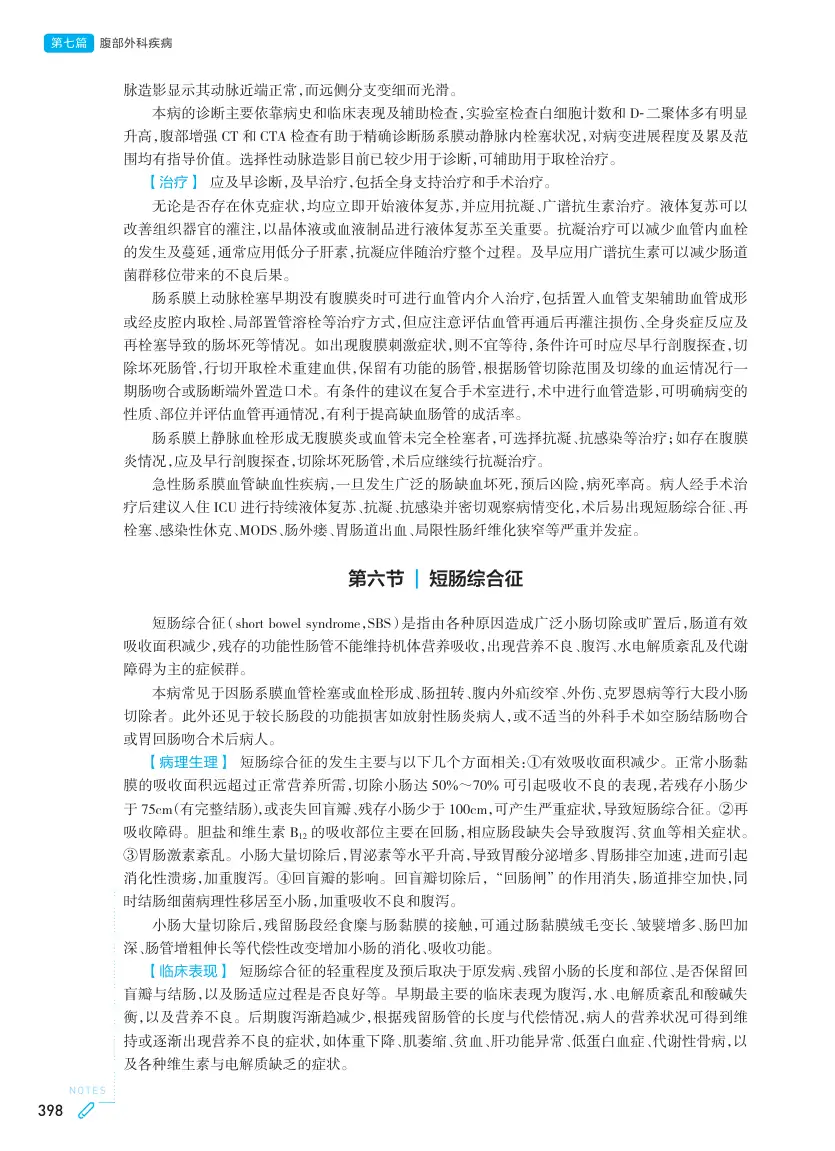 第七篇 腹部外科疾病
脉造影显示其动脉近端正常,而远侧分支变细而光滑。
本病的诊断主要依靠病史和临床表现及辅助检查,实验室检查白细胞计数和 D- 二聚体多有明显
升高,腹部增强 CT 和 CTA 检查有助于精确诊断肠系膜动静脉内栓塞状况,对病变进展程度及累及范
围均有指导价值。选择性动脉造影目前已较少用于诊断,可辅助用于取栓治疗。
【治疗】 应及早诊断,及早治疗,包括全身支持治疗和手术治疗。
无论是否存在休克症状,均应立即开始液体复苏,并应用抗凝、广谱抗生素治疗。液体复苏可以
改善组织器官的灌注,以晶体液或血液制品进行液体复苏至关重要。抗凝治疗可以减少血管内血栓
的发生及蔓延,通常应用低分子肝素,抗凝应伴随治疗整个过程。及早应用广谱抗生素可以减少肠道
菌群移位带来的不良后果。
肠系膜上动脉栓塞早期没有腹膜炎时可进行血管内介入治疗,包括置入血管支架辅助血管成形
或经皮腔内取栓、局部置管溶栓等治疗方式,但应注意评估血管再通后再灌注损伤、全身炎症反应及
再栓塞导致的肠坏死等情况。如出现腹膜刺激症状,则不宜等待,条件许可时应尽早行剖腹探查,切
除坏死肠管,行切开取栓术重建血供,保留有功能的肠管,根据肠管切除范围及切缘的血运情况行一
期肠吻合或肠断端外置造口术。有条件的建议在复合手术室进行,术中进行血管造影,可明确病变的
性质、部位并评估血管再通情况,有利于提高缺血肠管的成活率。
肠系膜上静脉血栓形成无腹膜炎或血管未完全栓塞者,可选择抗凝、抗感染等治疗;如存在腹膜
炎情况,应及早行剖腹探查,切除坏死肠管,术后应继续行抗凝治疗。
急性肠系膜血管缺血性疾病,一旦发生广泛的肠缺血坏死,预后凶险,病死率高。病人经手术治
疗后建议入住 ICU 进行持续液体复苏、抗凝、抗感染并密切观察病情变化,术后易出现短肠综合征、再
栓塞、感染性休克、MODS、肠外瘘、胃肠道出血、局限性肠纤维化狭窄等严重并发症。
第六节 | 短肠综合征
短肠综合征(short bowel syndrome,SBS)是指由各种原因造成广泛小肠切除或旷置后,肠道有效
吸收面积减少,残存的功能性肠管不能维持机体营养吸收,出现营养不良、腹泻、水电解质紊乱及代谢
障碍为主的症候群。
本病常见于因肠系膜血管栓塞或血栓形成、肠扭转、腹内外疝绞窄、外伤、克罗恩病等行大段小肠
切除者。此外还见于较长肠段的功能损害如放射性肠炎病人,或不适当的外科手术如空肠结肠吻合
或胃回肠吻合术后病人。
【病理生理】 短肠综合征的发生主要与以下几个方面相关:①有效吸收面积减少。正常小肠黏
膜的吸收面积远超过正常营养所需,切除小肠达 50%～70% 可引起吸收不良的表现,若残存小肠少
于 75cm(有完整结肠),或丧失回盲瓣、残存小肠少于 100cm,可产生严重症状,导致短肠综合征。②再
吸收障碍。胆盐和维生素 B₁₂ 的吸收部位主要在回肠,相应肠段缺失会导致腹泻、贫血等相关症状。
③胃肠激素紊乱。小肠大量切除后,胃泌素等水平升高,导致胃酸分泌增多、胃肠排空加速,进而引起
消化性溃疡,加重腹泻。④回盲瓣的影响。回盲瓣切除后，“回肠闸”的作用消失,肠道排空加快,同
时结肠细菌病理性移居至小肠,加重吸收不良和腹泻。
小肠大量切除后,残留肠段经食糜与肠黏膜的接触,可通过肠黏膜绒毛变长、皱襞增多、肠凹加
深、肠管增粗伸长等代偿性改变增加小肠的消化、吸收功能。
【临床表现】 短肠综合征的轻重程度及预后取决于原发病、残留小肠的长度和部位、是否保留回
盲瓣与结肠,以及肠适应过程是否良好等。早期最主要的临床表现为腹泻,水、电解质紊乱和酸碱失
衡,以及营养不良。后期腹泻渐趋减少,根据残留肠管的长度与代偿情况,病人的营养状况可得到维
持或逐渐出现营养不良的症状,如体重下降、肌萎缩、贫血、肝功能异常、低蛋白血症、代谢性骨病,以
及各种维生素与电解质缺乏的症状。
NOTES
398